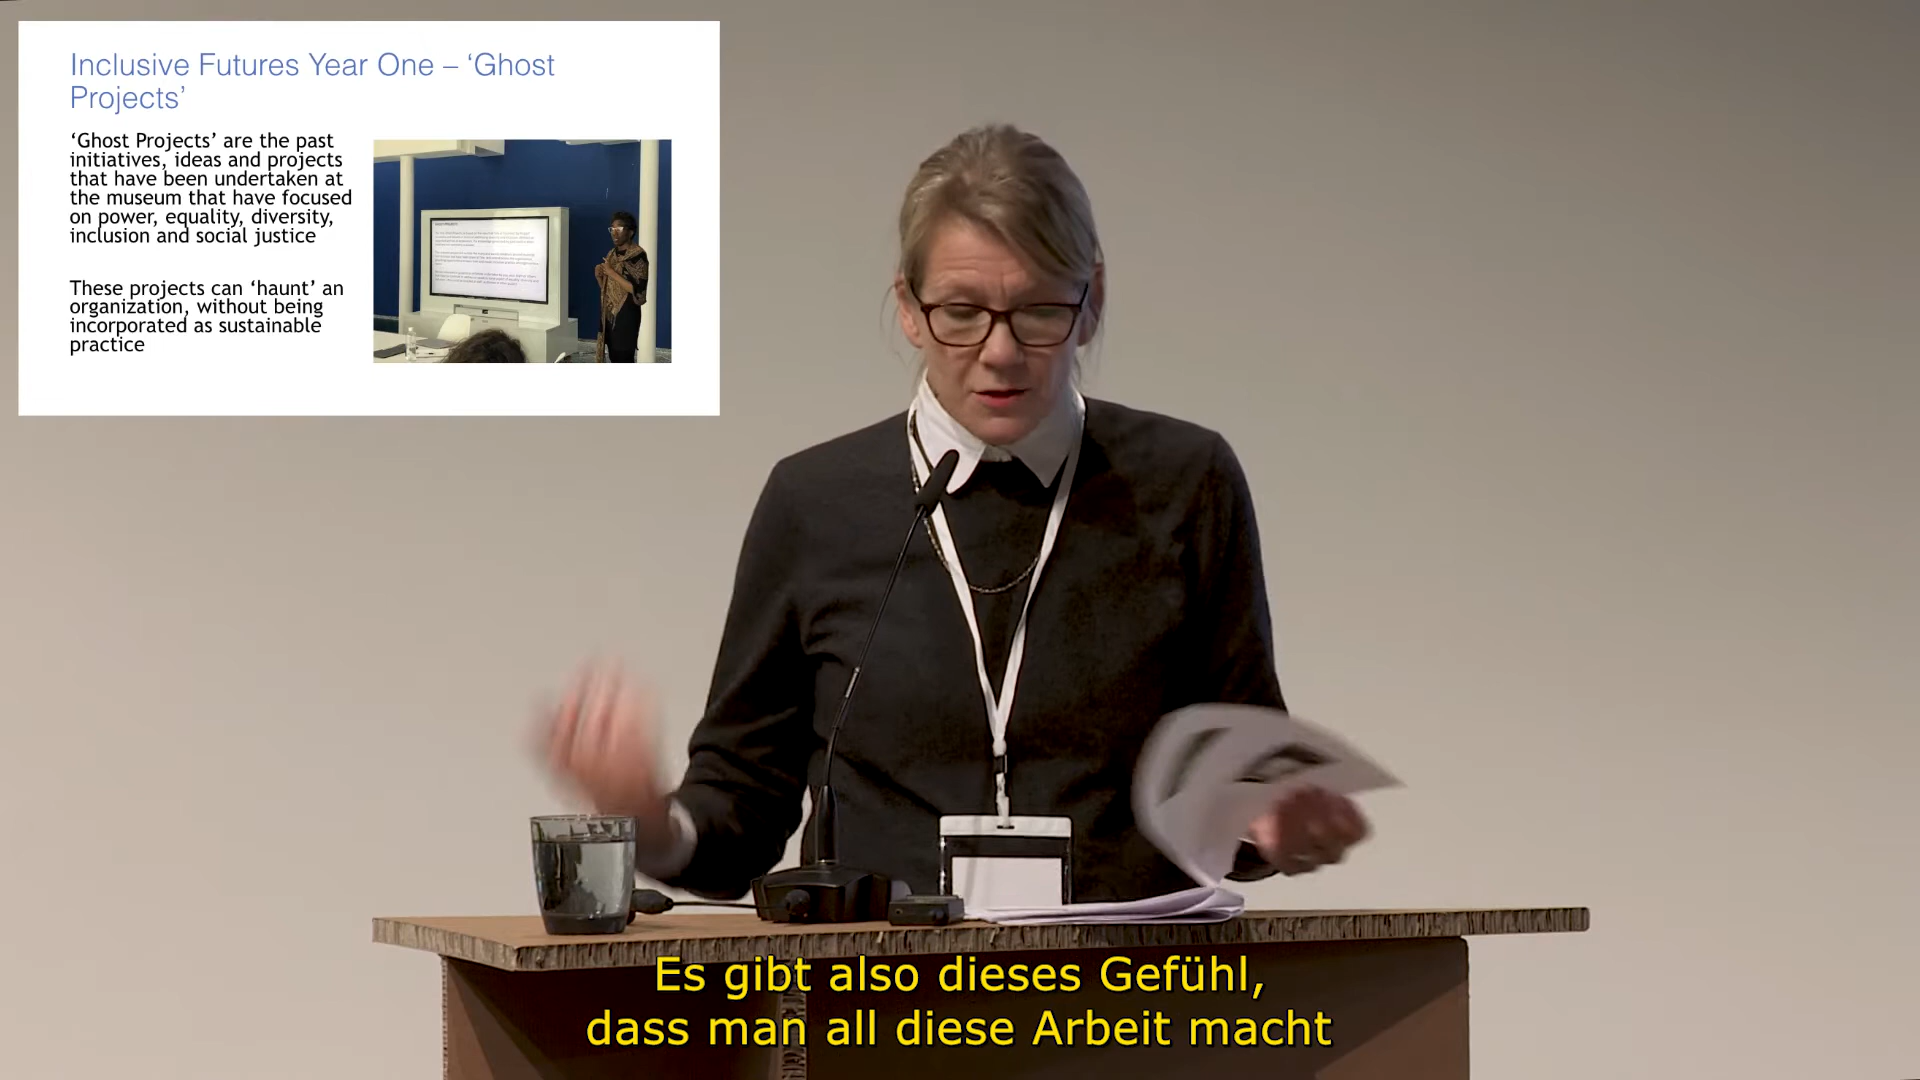 Inclusive Futures Year One – ‘Ghost
Projects’
‘Ghost Projects’ are the past
initiatives, ideas and projects
that have been undertaken at
the museum that have focused
on power, equality, diversity,
inclusion and social justice
These projects can ‘haunt’ an
organization, without being
incorporated as sustainable
practice
Es gibt also dieses Gefühl,
dass man all diese Arbeit macht